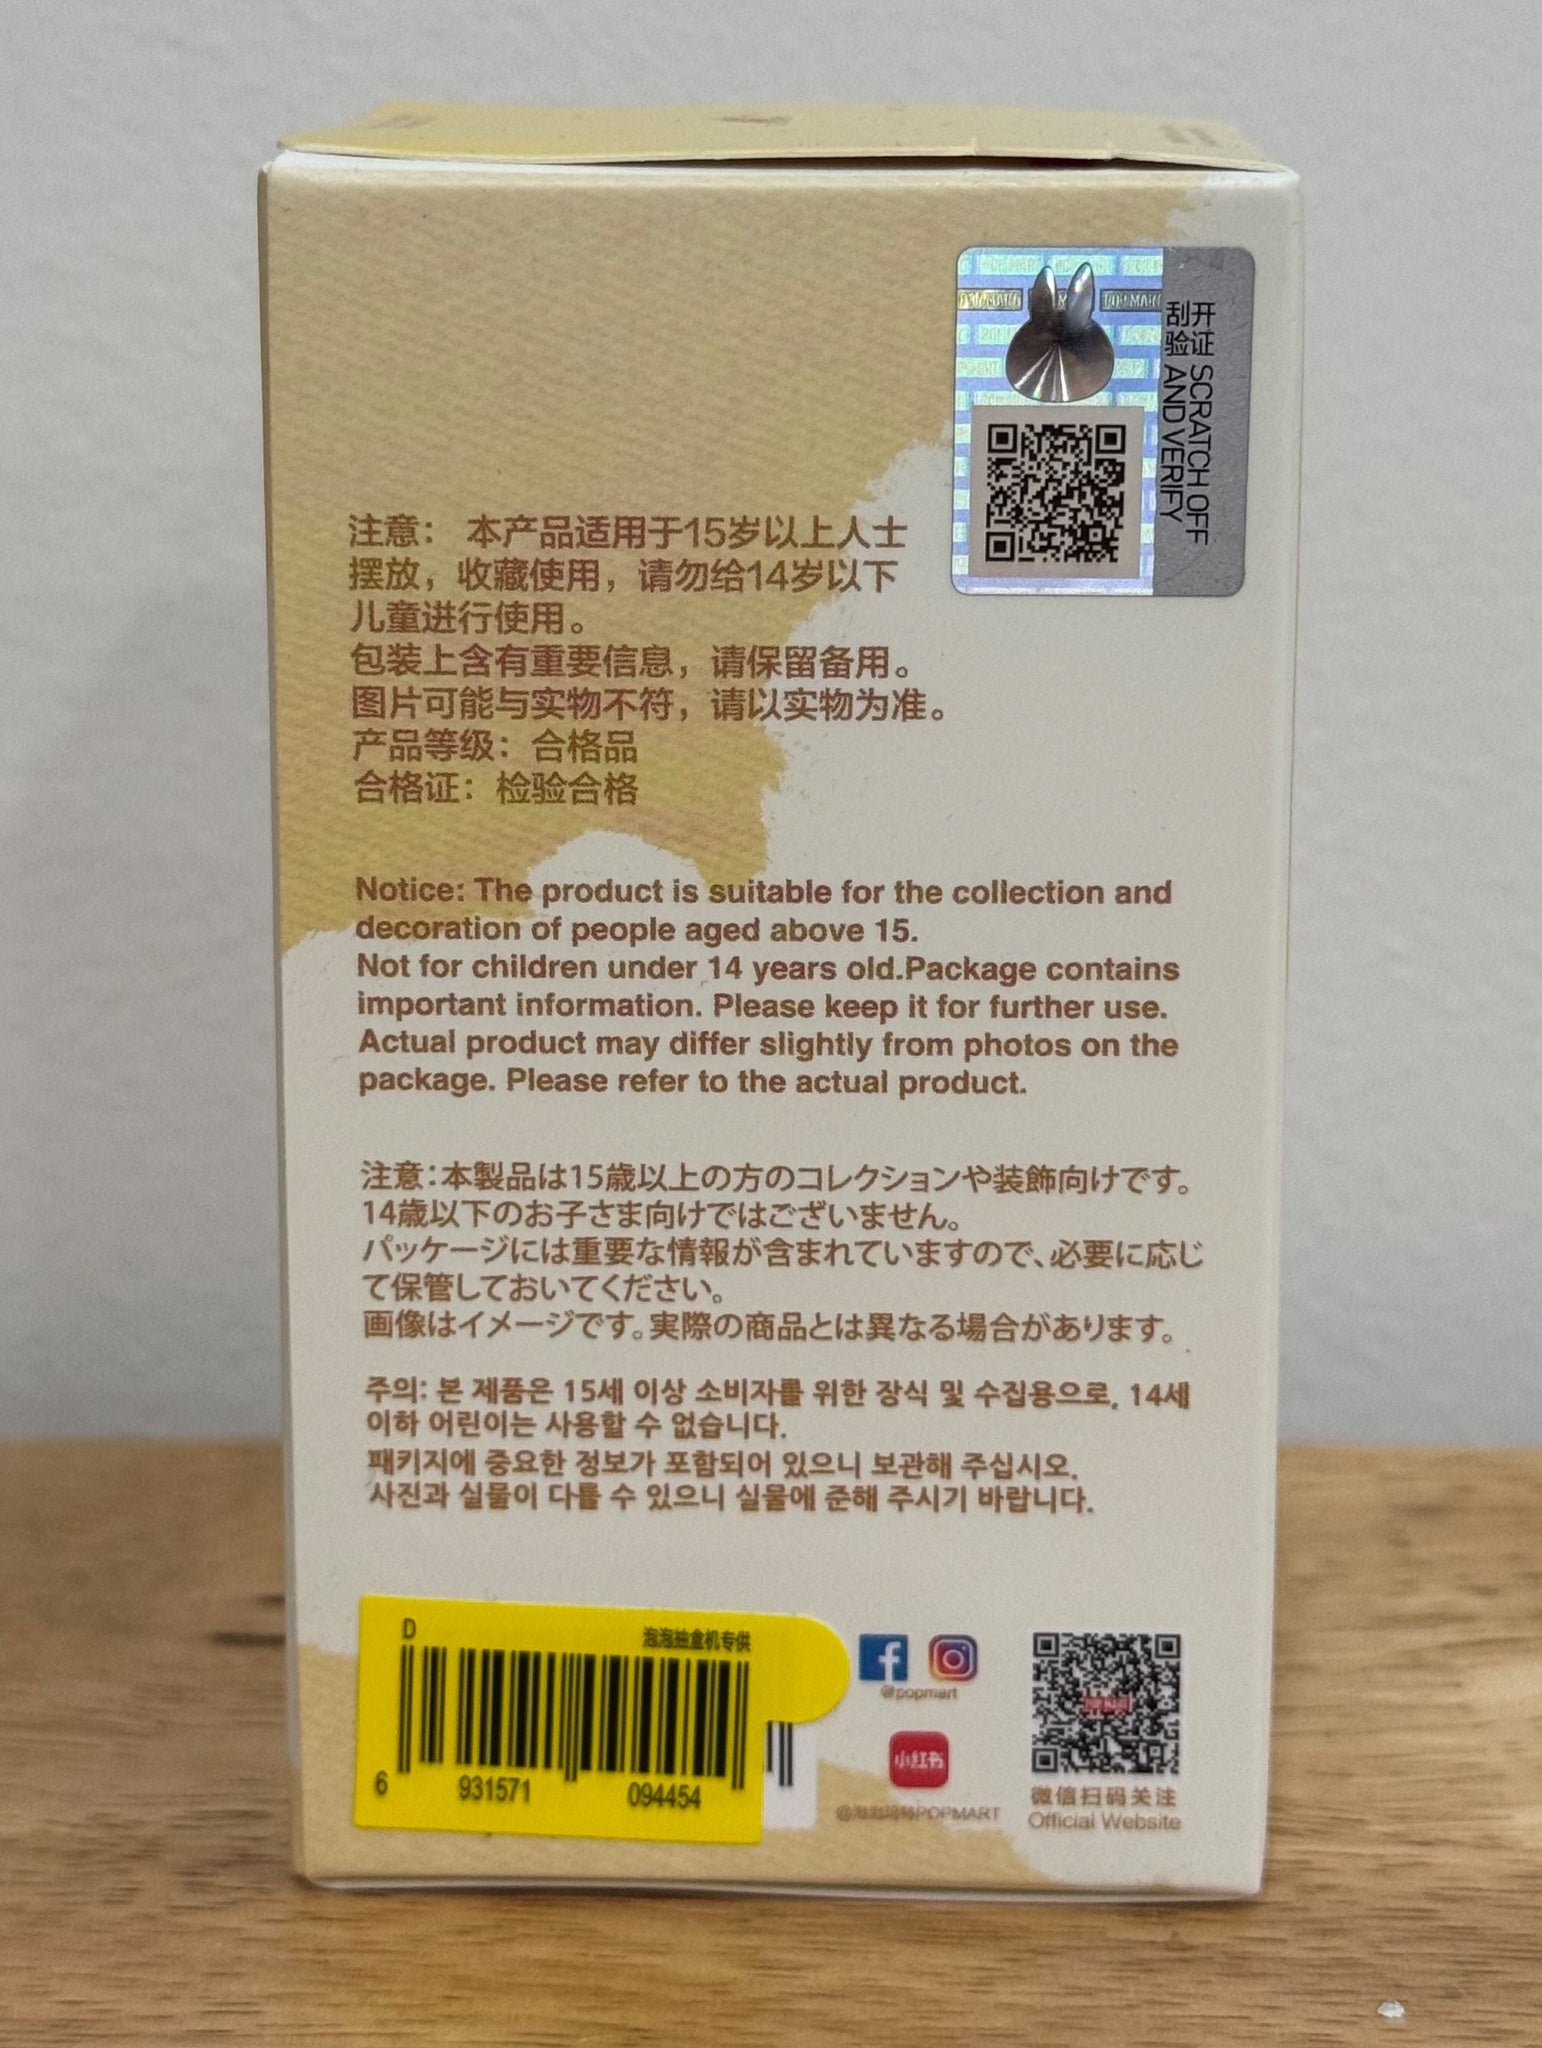 POP MART
POP MART
刮开 SCRATCH OFF
验证 AND VERIFY
注意： 本产品适用于15岁以上人士
摆放，收藏使用，请勿给14岁以下
儿童进行使用。
包装上含有重要信息，请保留备用。
图片可能与实物不符，请以实物为准。
产品等级：合格品
合格证：检验合格
Notice: The product is suitable for the collection and
decoration of people aged above 15.
Not for children under 14 years old.Package contains
important information. Please keep it for further use.
Actual product may differ slightly from photos on the
package. Please refer to the actual product.
注意：本製品は15歳以上の方のコレクションや装飾向けです。
14歳以下のお子さま向けではございません。
パッケージには重要な情報が含まれていますので、必要に応じ
て保管しておいてください。
画像はイメージです。実際の商品とは異なる場合があります。
주의: 본 제품은 15세 이상 소비자를 위한 장식 및 수집용으로, 14세
이하 어린이는 사용할 수 없습니다.
패키지에 중요한 정보가 포함되어 있으니 보관해 주십시오.
사진과 실물이 다를 수 있으니 실물에 준해 주시기 바랍니다.
D 泡泡抽盒机专供
6 931571 094454
@popmart
小红书
@泡泡玛特POPMART
POP MART
微信扫码关注
Official Website